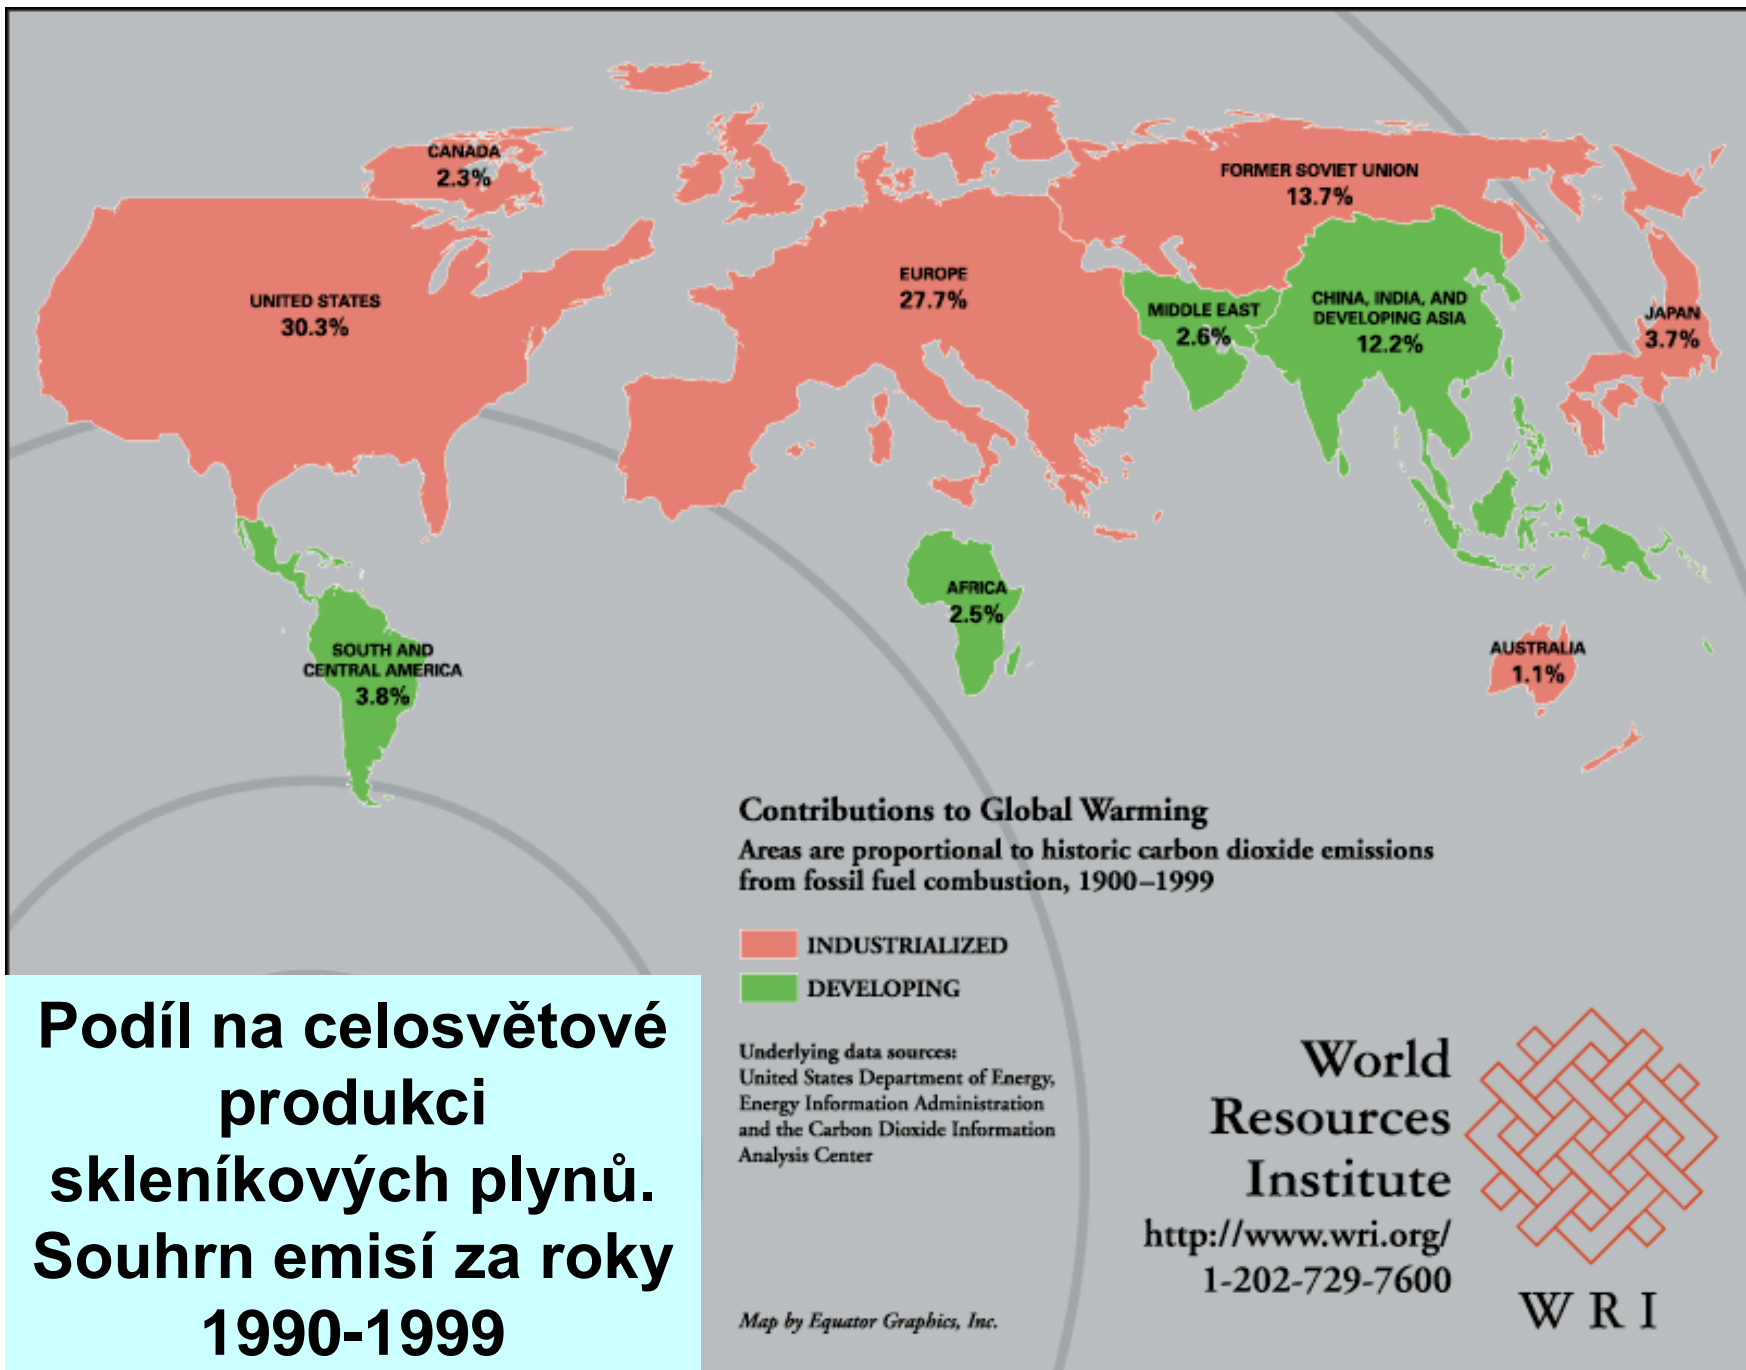 CANADA
2.3%
FORMER SOVIET UNION
13.7%
UNITED STATES
30.3%
EUROPE
27.7%
MIDDLE EAST
2.6%
CHINA, INDIA, AND
DEVELOPING ASIA
12.2%
JAPAN
3.7%
AFRICA
2.5%
SOUTH AND
CENTRAL AMERICA
3.8%
AUSTRALIA
1.1%
Contributions to Global Warming
Areas are proportional to historic carbon dioxide emissions
from fossil fuel combustion, 1900–1999
INDUSTRIALIZED
DEVELOPING
Underlying data sources:
United States Department of Energy,
Energy Information Administration
and the Carbon Dioxide Information
Analysis Center
Map by Equator Graphics, Inc.
World
Resources
Institute
http://www.wri.org/
1-202-729-7600
WRI
Podíl na celosvětové
produkci
skleníkových plynů.
Souhrn emisí za roky
1990-1999